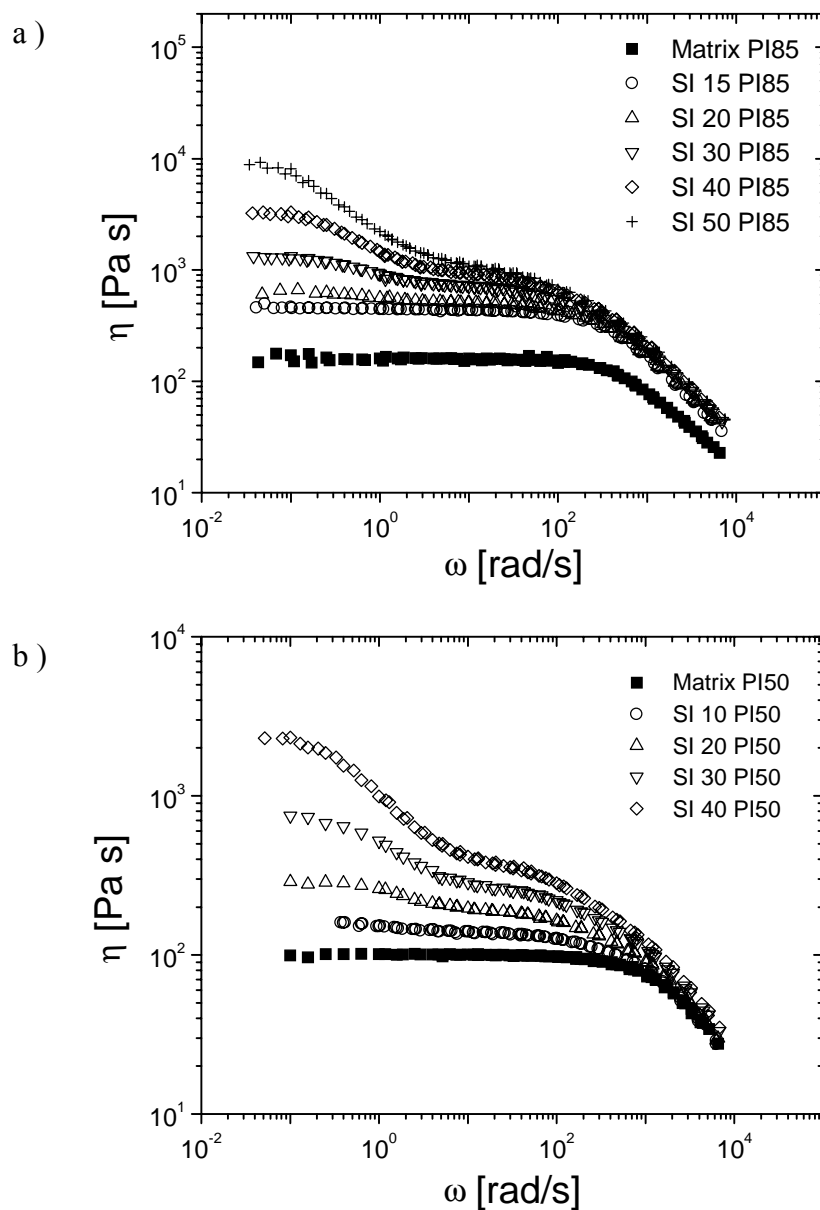 a )
10^5
10^4
10^3
10^2
10^1
η [Pa s]
Matrix PI85
SI 15 PI85
SI 20 PI85
SI 30 PI85
SI 40 PI85
SI 50 PI85
10^-2
10^0
10^2
10^4
ω [rad/s]
b )
10^4
10^3
10^2
10^1
η [Pa s]
Matrix PI50
SI 10 PI50
SI 20 PI50
SI 30 PI50
SI 40 PI50
10^-2
10^0
10^2
10^4
ω [rad/s]